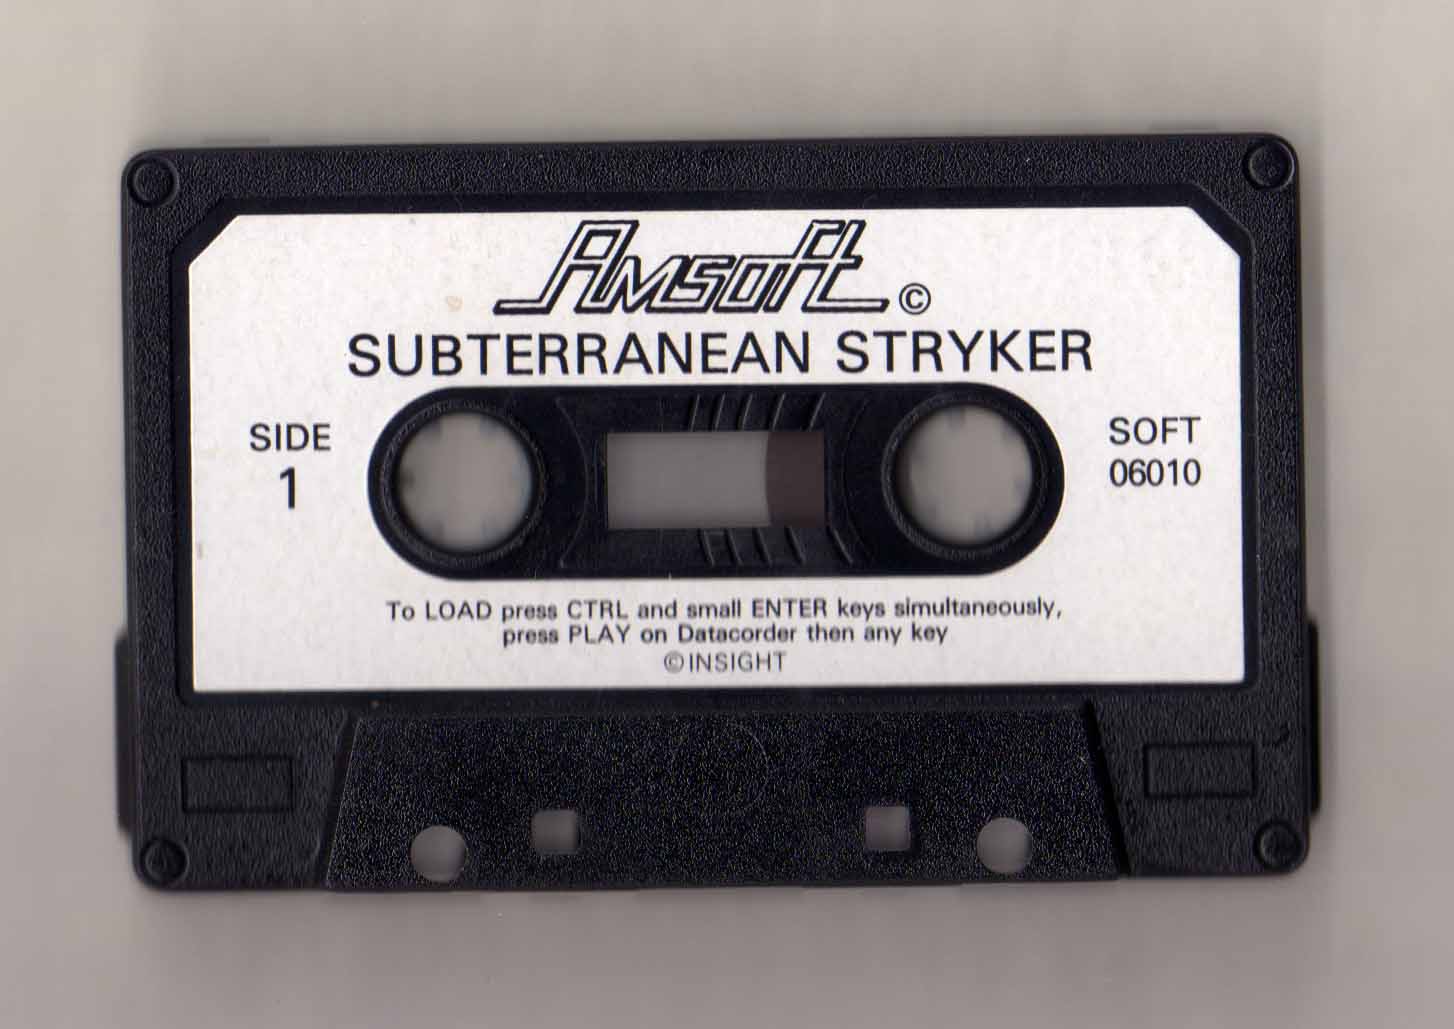 Amsoft ©
SUBTERRANEAN STRYKER
SIDE
1
SOFT
06010
To LOAD press CTRL and small ENTER keys simultaneously,
press PLAY on Datacorder then any key
©INSIGHT